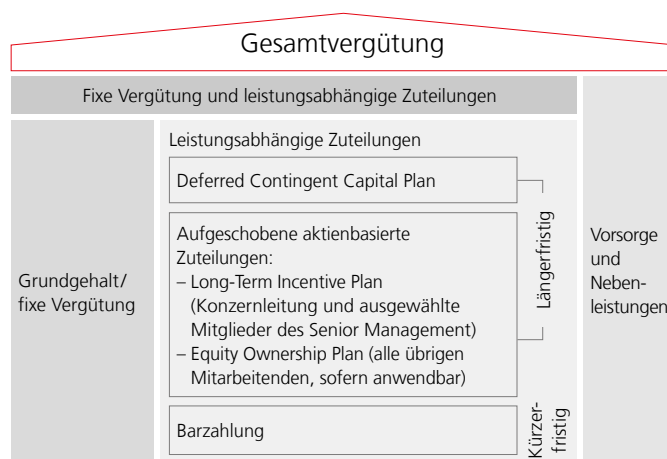 Gesamtvergütung
Fixe Vergütung und leistungsabhängige Zuteilungen
Grundgehalt/
fixe Vergütung
Leistungsabhängige Zuteilungen
Deferred Contingent Capital Plan
Aufgeschobene aktienbasierte
Zuteilungen:
– Long-Term Incentive Plan
(Konzernleitung und ausgewählte
Mitglieder des Senior Management)
– Equity Ownership Plan (alle übrigen
Mitarbeitenden, sofern anwendbar)
Barzahlung
Längerfristig
Kürzer-
fristig
Vorsorge
und
Neben-
leistungen